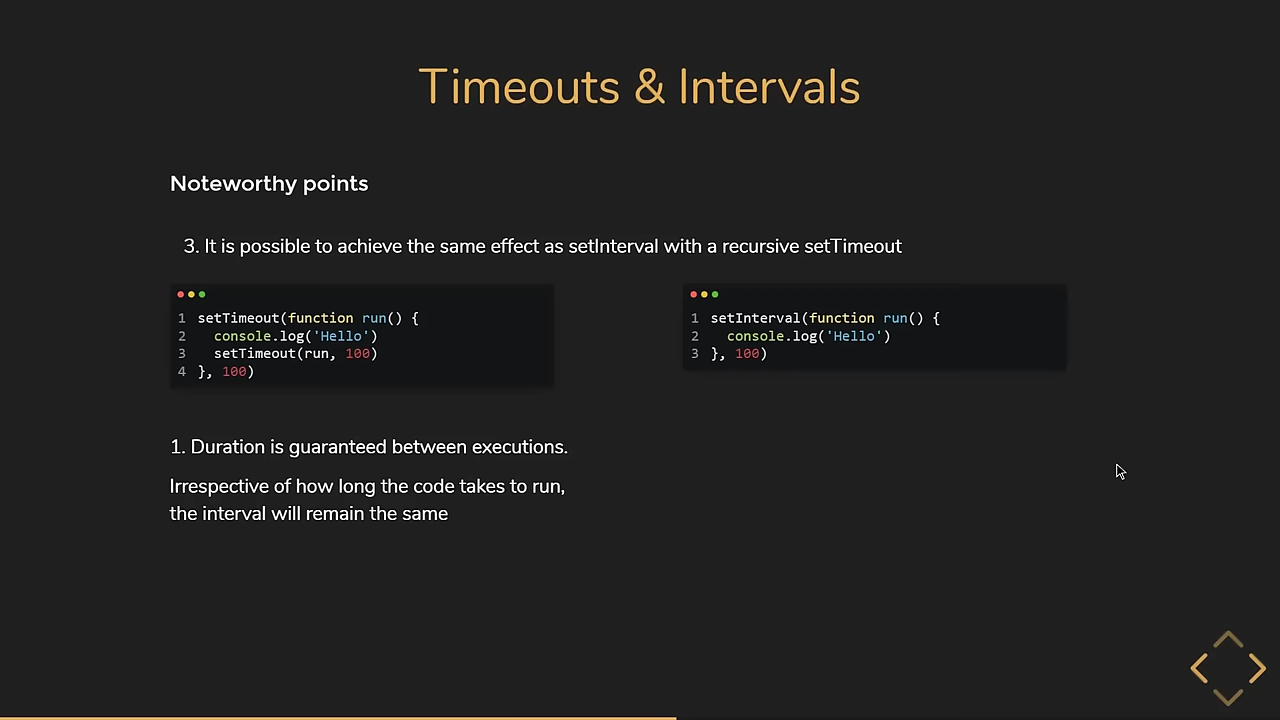 Timeouts & Intervals
Noteworthy points
3. It is possible to achieve the same effect as setInterval with a recursive setTimeout
1 setTimeout(function run() {
2   console.log('Hello')
3   setTimeout(run, 100)
4 }, 100)
1 setInterval(function run() {
2   console.log('Hello')
3 }, 100)
1. Duration is guaranteed between executions.
Irrespective of how long the code takes to run,
the interval will remain the same